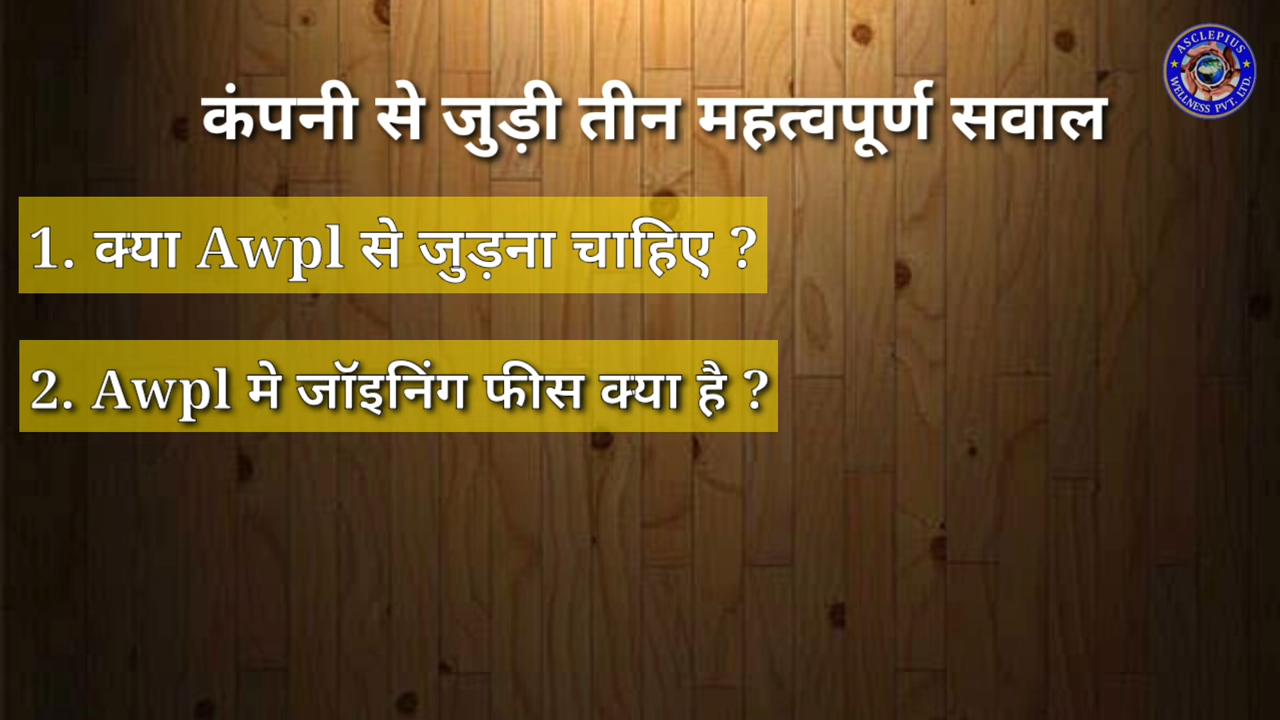 कंपनी से जुड़ी तीन महत्वपूर्ण सवाल
ASCLEPIUS
WELLNESS PVT. LTD.
1. क्या Awpl से जुड़ना चाहिए ?
2. Awpl मे जॉइनिंग फीस क्या है ?